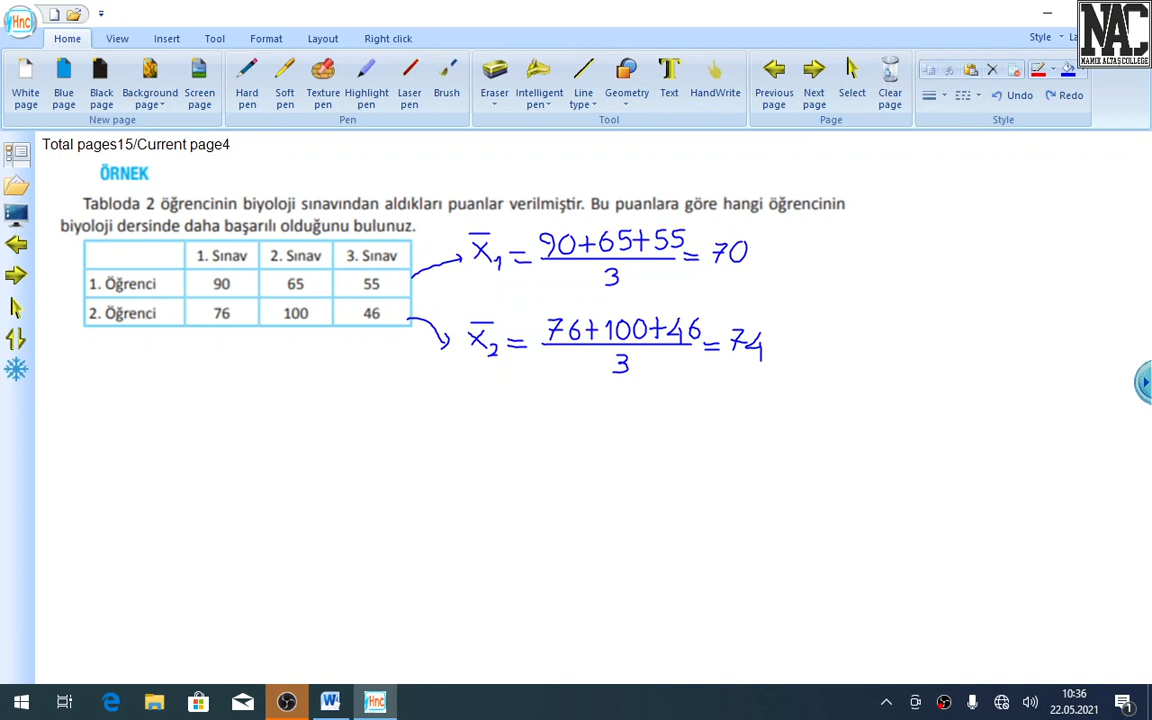 Hnc
Home View Insert Tool Format Layout Right click Style
White page
Blue page
Black page
Background page
Screen page
Hard pen
Soft pen
Texture pen
Highlight pen
Laser pen
Brush
Eraser
Intelligent pen
Line type
Geometry
Text
HandWrite
Previous page
Next page
Select
Clear page
Undo Redo
New page Pen Tool Page Style
NAC
NAMIK ALTAS COLLEGE
Total pages15/Current page4
ÖRNEK
Tabloda 2 öğrencinin biyoloji sınavından aldıkları puanlar verilmiştir. Bu puanlara göre hangi öğrencinin
biyoloji dersinde daha başarılı olduğunu bulunuz.
1. Sınav 2. Sınav 3. Sınav
1. Öğrenci 90 65 55
2. Öğrenci 76 100 46
X̅₁ = (90+65+55)/3 = 70
X̅₂ = (76+100+46)/3 = 74
Hnc
10:36
22.05.2021
1